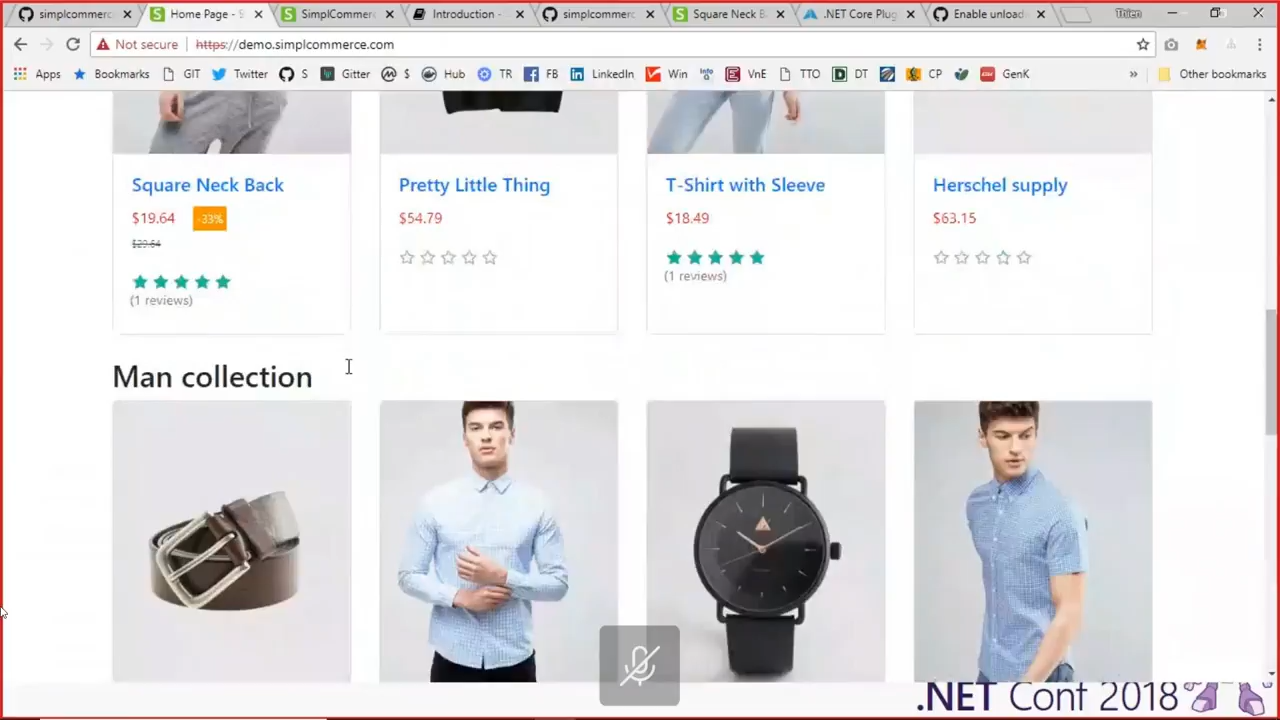 simplcommerc
Home Page - S
SimplCommerc
Introduction -
simplcommerc
Square Neck B
.NET Core Plug
Enable unload
Thien
Not secure
https://demo.simplcommerce.com
Apps
Bookmarks
GIT
Twitter
S
Gitter
$
Hub
TR
FB
LinkedIn
Win
VnE
TTO
DT
CP
GenK
»
Other bookmarks
Square Neck Back
Pretty Little Thing
T-Shirt with Sleeve
Herschel supply
$19.64 -33%
$54.79
$18.49
$63.15
$29.64
(1 reviews)
(1 reviews)
Man collection
.NET Conf 2018